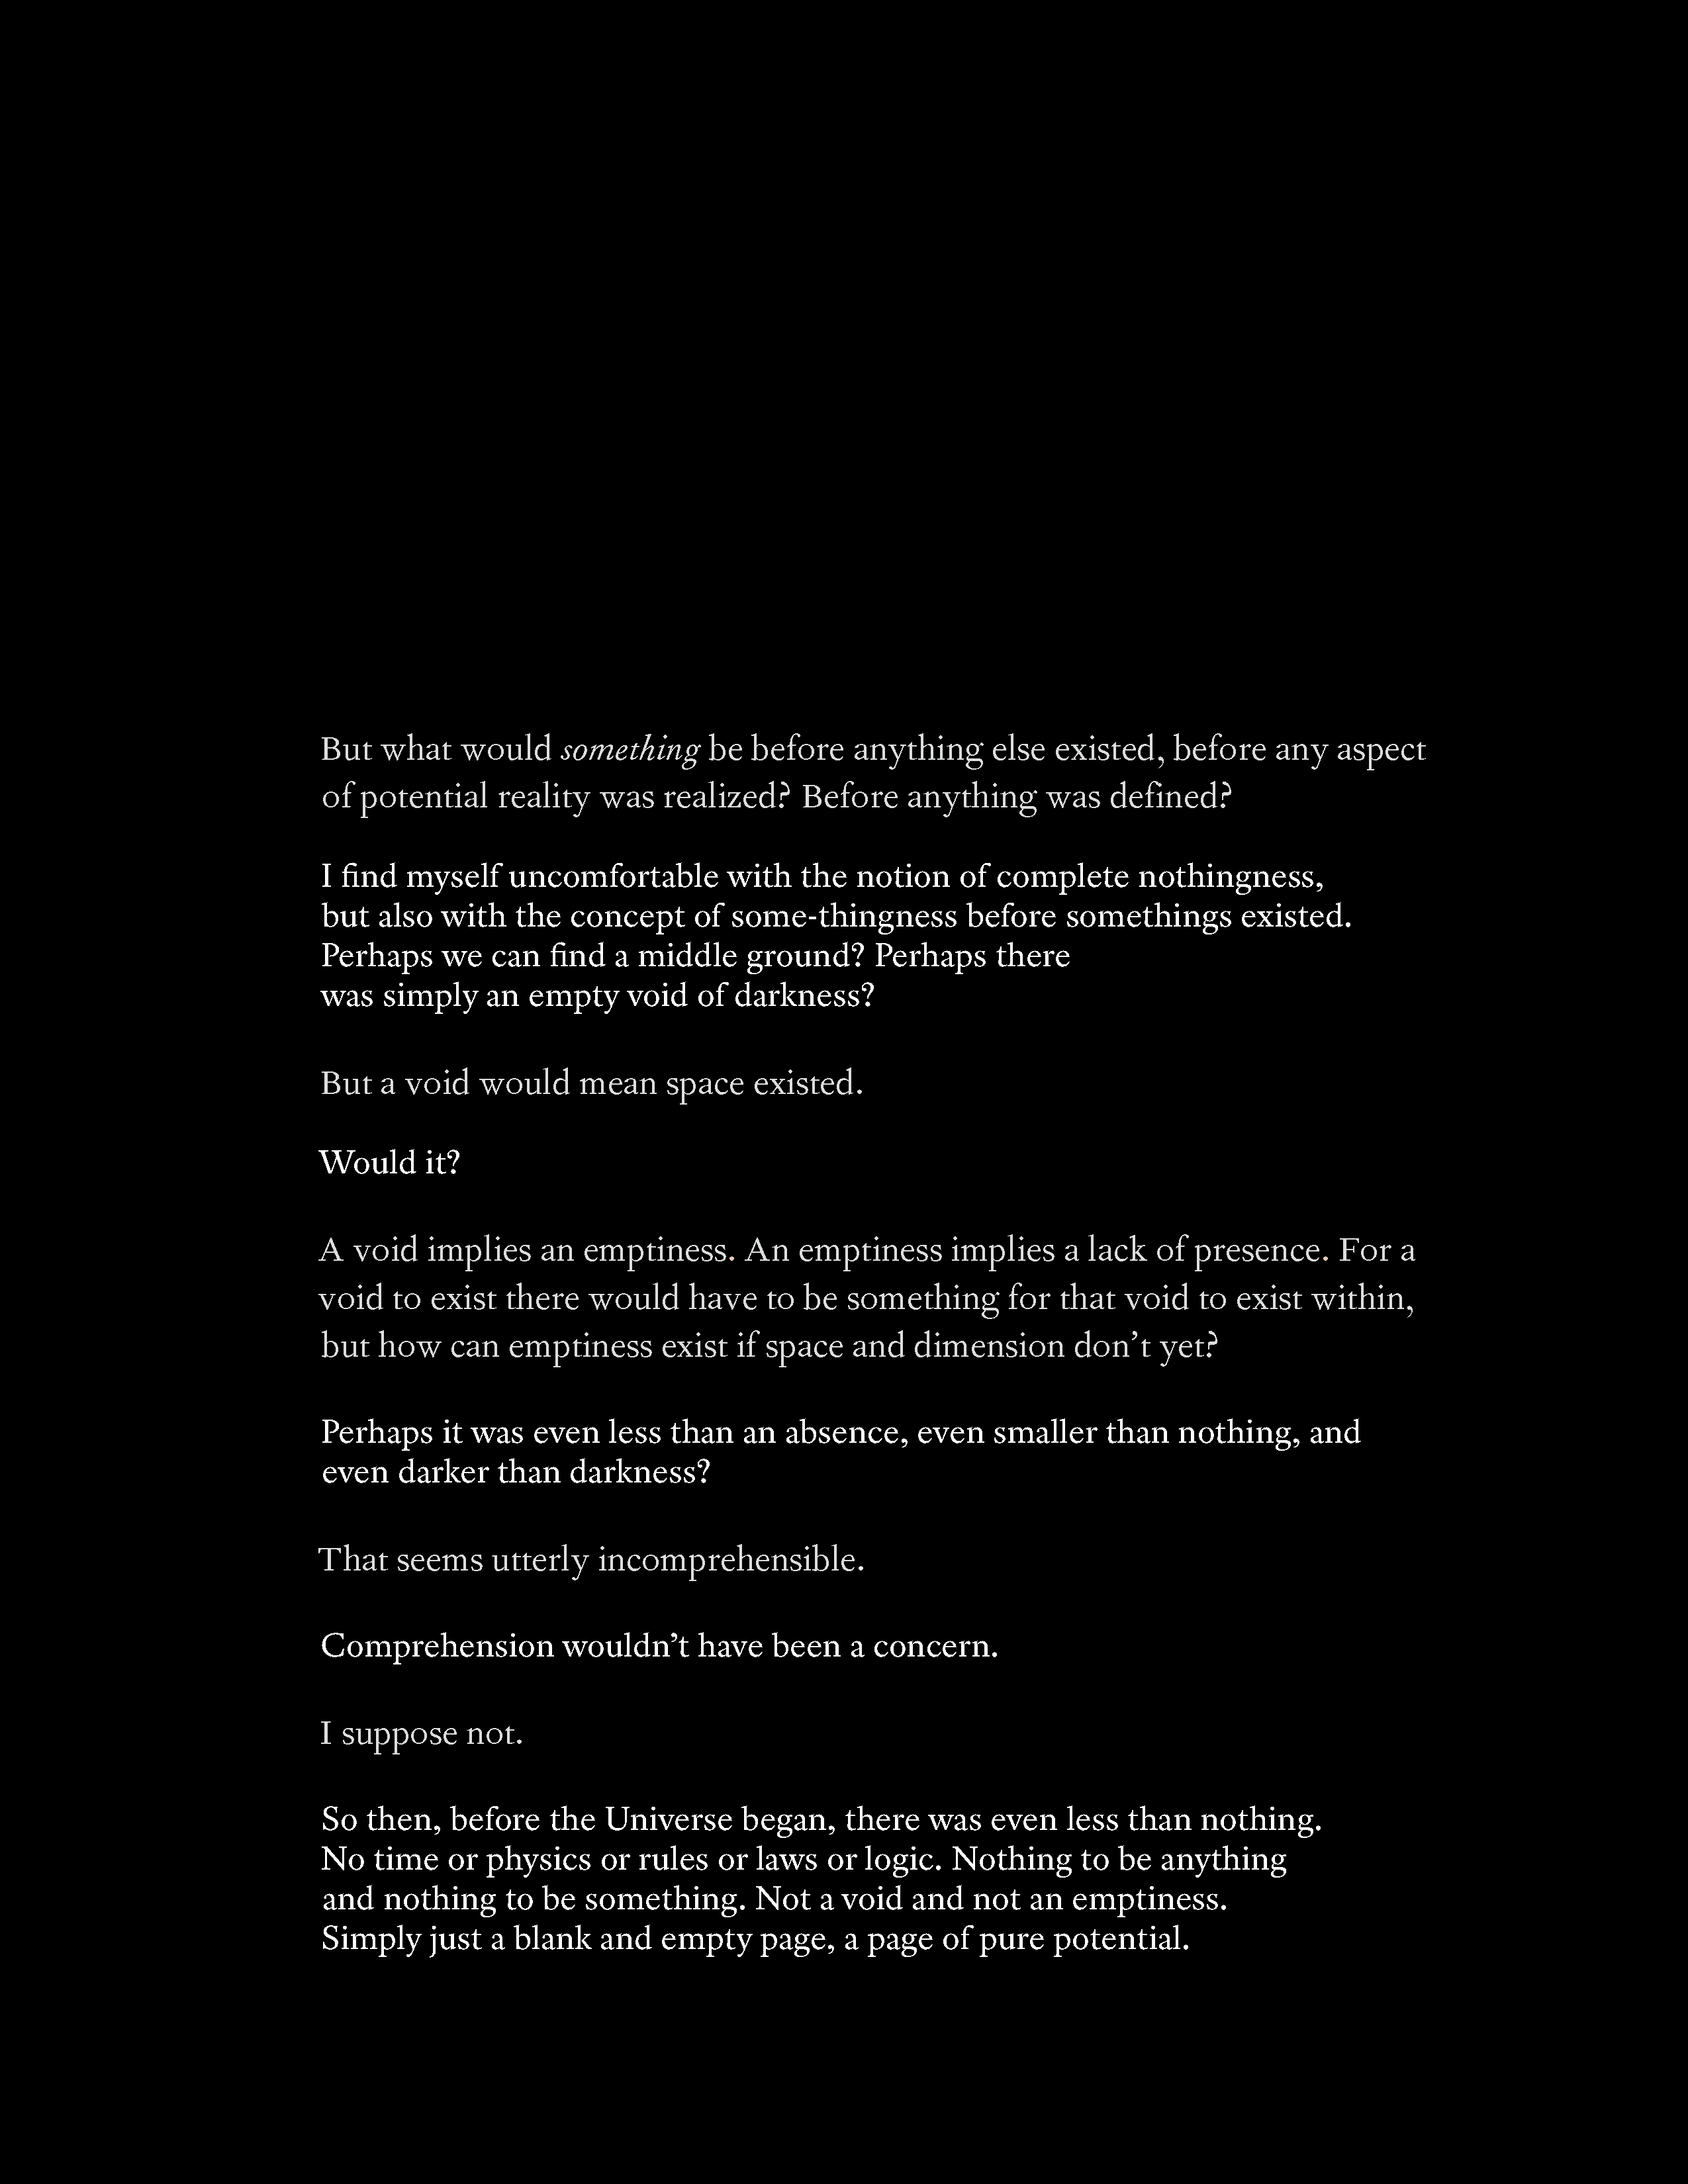 But what would something be before anything else existed, before any aspect
of potential reality was realized? Before anything was defined?
I find myself uncomfortable with the notion of complete nothingness,
but also with the concept of some-thingness before somethings existed.
Perhaps we can find a middle ground? Perhaps there
was simply an empty void of darkness?
But a void would mean space existed.
Would it?
A void implies an emptiness. An emptiness implies a lack of presence. For a
void to exist there would have to be something for that void to exist within,
but how can emptiness exist if space and dimension don’t yet?
Perhaps it was even less than an absence, even smaller than nothing, and
even darker than darkness?
That seems utterly incomprehensible.
Comprehension wouldn’t have been a concern.
I suppose not.
So then, before the Universe began, there was even less than nothing.
No time or physics or rules or laws or logic. Nothing to be anything
and nothing to be something. Not a void and not an emptiness.
Simply just a blank and empty page, a page of pure potential.